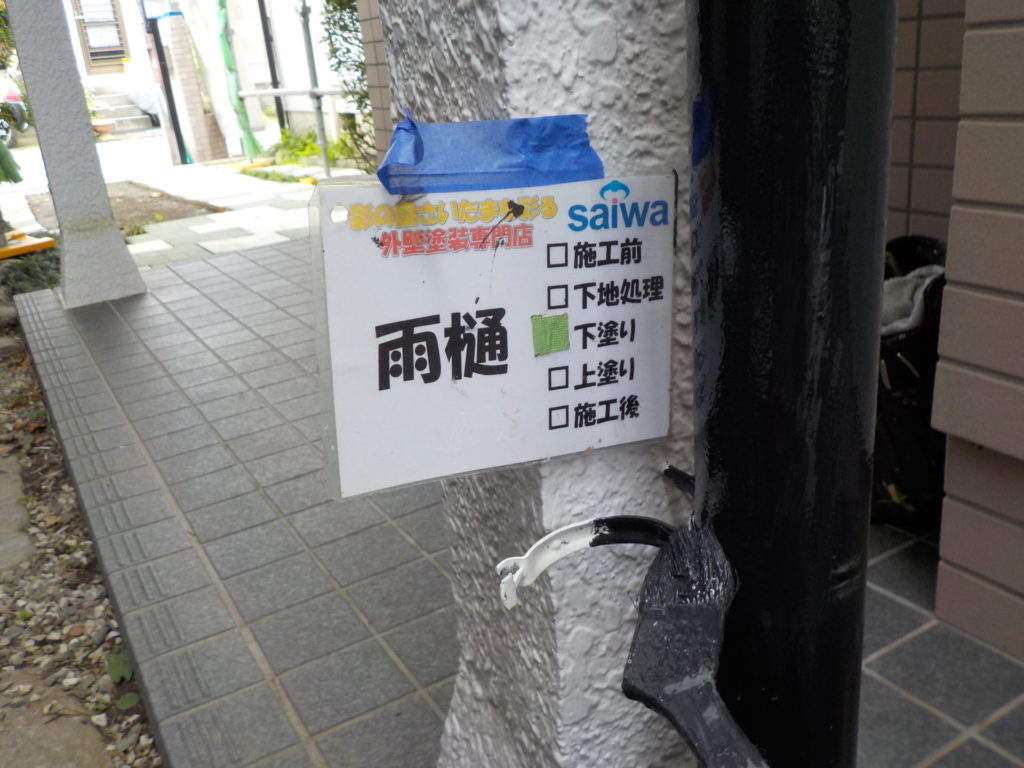 彩の国さいたまを彩る
外壁塗装専門店
saiwa
雨樋
□施工前
□下地処理
下塗り
□上塗り
□施工後